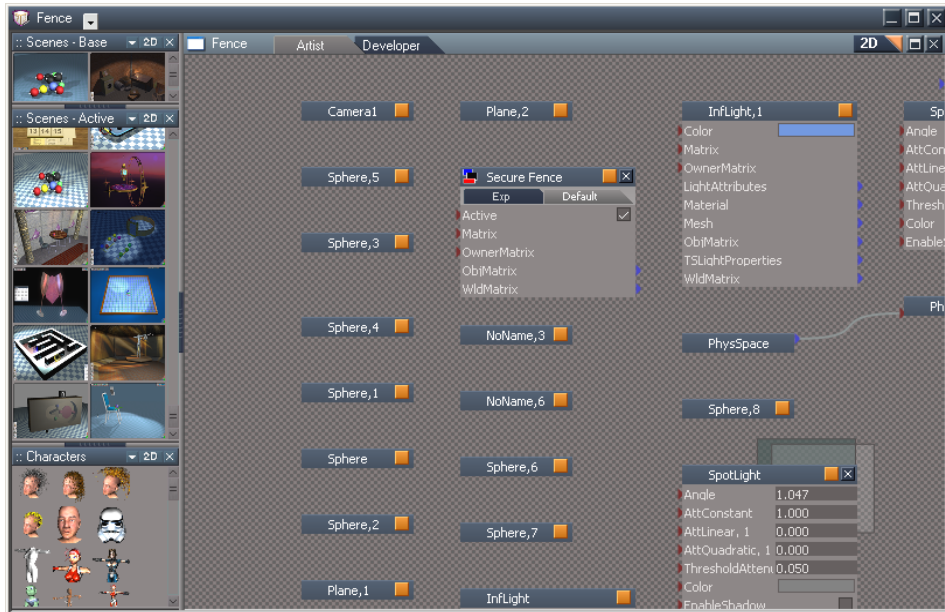 Fence
:: Scenes - Base 2D
Fence Artist Developer 2D
:: Scenes - Active 2D
13 14 15
:: Characters 2D
Camera1
Sphere,5
Sphere,3
Sphere,4
Sphere,1
Sphere
Sphere,2
Plane,1
Plane,2
Secure Fence
Exp Default
Active
Matrix
OwnerMatrix
ObjMatrix
WldMatrix
NoName,3
NoName,6
Sphere,6
Sphere,7
InfLight
InfLight,1
Color
Matrix
OwnerMatrix
LightAttributes
Material
Mesh
ObjMatrix
TSLightProperties
WldMatrix
PhysSpace
Sphere,8
SpotLight
Angle 1.047
AttConstant 1.000
AttLinear, 1 0.000
AttQuadratic, 1 0.000
ThresholdAttenu 0.050
Color
EnableShadow
Sp
Angle
AttCon
AttLine
AttQua
Thresh
Color
Enable
Ph